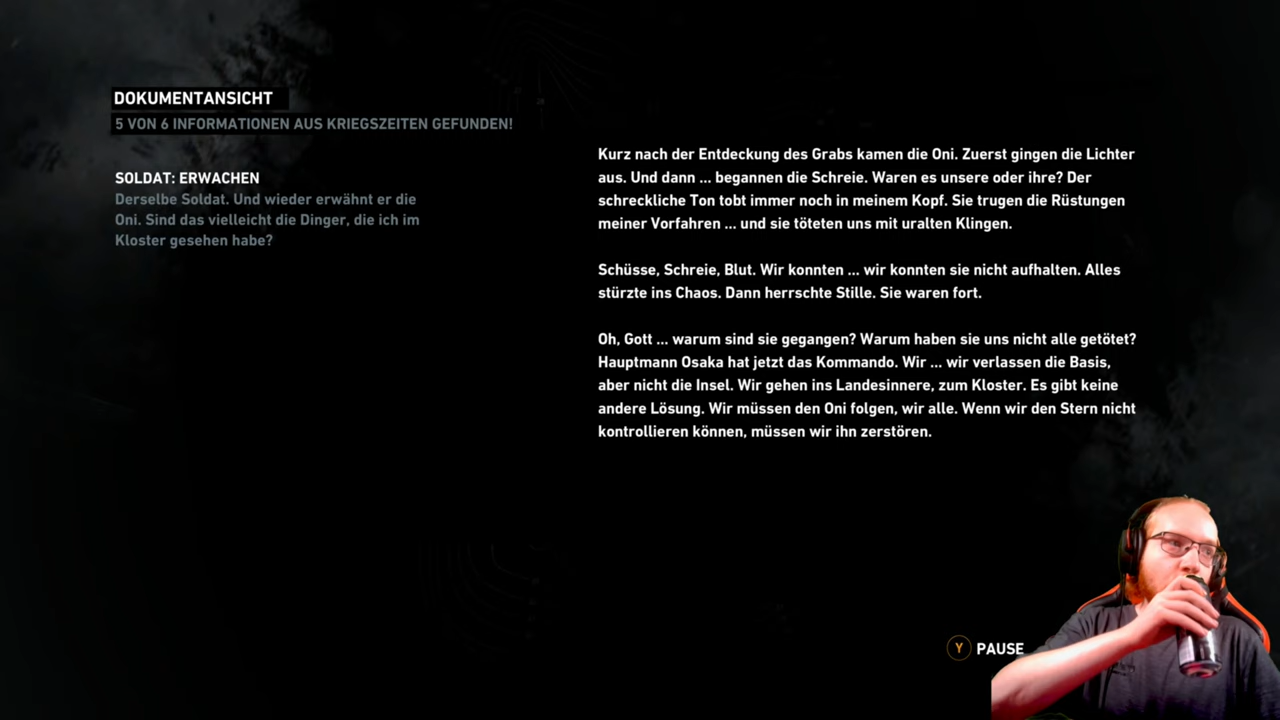 DOKUMENTANSICHT
5 VON 6 INFORMATIONEN AUS KRIEGSZEITEN GEFUNDEN!
SOLDAT: ERWACHEN
Derselbe Soldat. Und wieder erwähnt er die
Oni. Sind das vielleicht die Dinger, die ich im
Kloster gesehen habe?
Kurz nach der Entdeckung des Grabs kamen die Oni. Zuerst gingen die Lichter
aus. Und dann ... begannen die Schreie. Waren es unsere oder ihre? Der
schreckliche Ton tobt immer noch in meinem Kopf. Sie trugen die Rüstungen
meiner Vorfahren ... und sie töteten uns mit uralten Klingen.
Schüsse, Schreie, Blut. Wir konnten ... wir konnten sie nicht aufhalten. Alles
stürzte ins Chaos. Dann herrschte Stille. Sie waren fort.
Oh, Gott ... warum sind sie gegangen? Warum haben sie uns nicht alle getötet?
Hauptmann Osaka hat jetzt das Kommando. Wir ... wir verlassen die Basis,
aber nicht die Insel. Wir gehen ins Landesinnere, zum Kloster. Es gibt keine
andere Lösung. Wir müssen den Oni folgen, wir alle. Wenn wir den Stern nicht
kontrollieren können, müssen wir ihn zerstören.
Y PAUSE